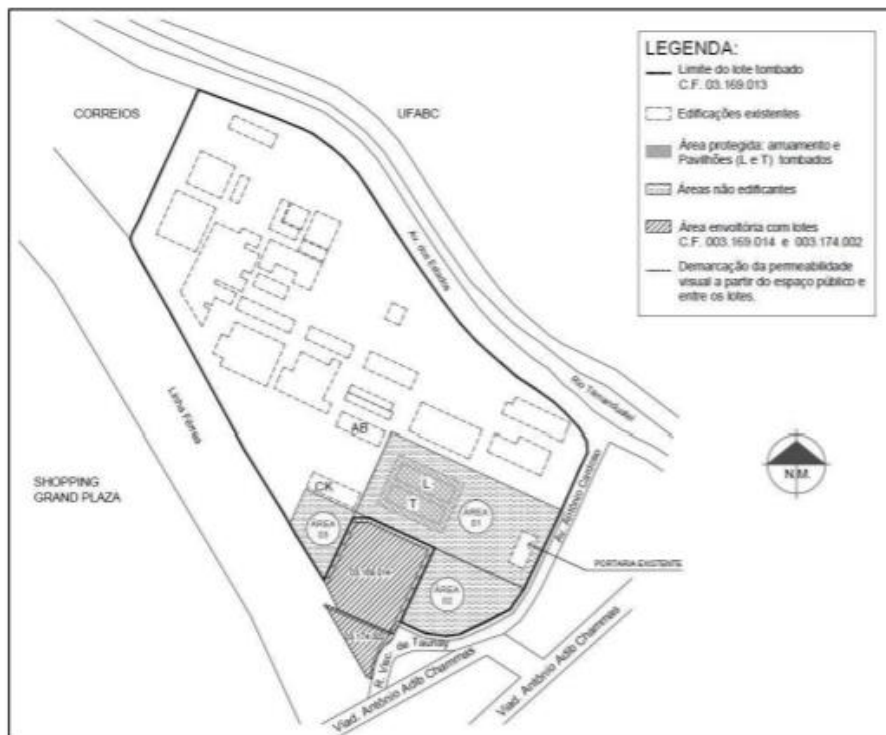 LEGENDA:
Limite do lote tombado
C.F. 03.169.013
Edificações existentes
Área protegida: arruamento e
Pavilhões (L e T) tombados
Áreas não edificantes
Área envoltória com lotes
C.F. 003.169.014 e 003.174.002
Demarcação da permeabilidade
visual a partir do espaço público e
entre os lotes.
CORREIOS
UFABC
Av. dos Estados
Rio Tamanduateí
Linha Férrea
SHOPPING
GRAND PLAZA
AB
CK
L
T
ÁREA
01
ÁREA
03
ÁREA
02
Av. Antônio Cardoso
N.M.
PORTARIA EXISTENTE
R. Visc. de Taunay
Viad. Antônio Adib Chammas
Viad. Antônio Adib Chammas